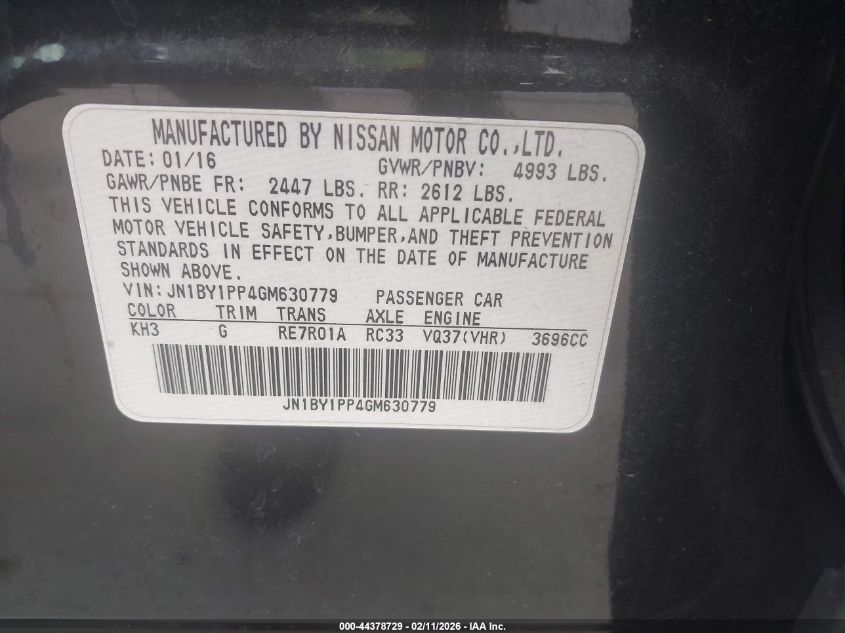 MANUFACTURED BY NISSAN MOTOR CO.,LTD.
DATE: 01/16 GVWR/PNBV: 4993 LBS.
GAWR/PNBE FR: 2447 LBS. RR: 2612 LBS.
THIS VEHICLE CONFORMS TO ALL APPLICABLE FEDERAL
MOTOR VEHICLE SAFETY,BUMPER,AND THEFT PREVENTION
STANDARDS IN EFFECT ON THE DATE OF MANUFACTURE
SHOWN ABOVE.
VIN: JN1BY1PP4GM630779 PASSENGER CAR
COLOR TRIM TRANS AXLE ENGINE
KH3 G RE7R01A RC33 VQ37(VHR) 3696CC
JN1BY1PP4GM630779
000-44378729 - 02/11/2026 - IAA Inc.